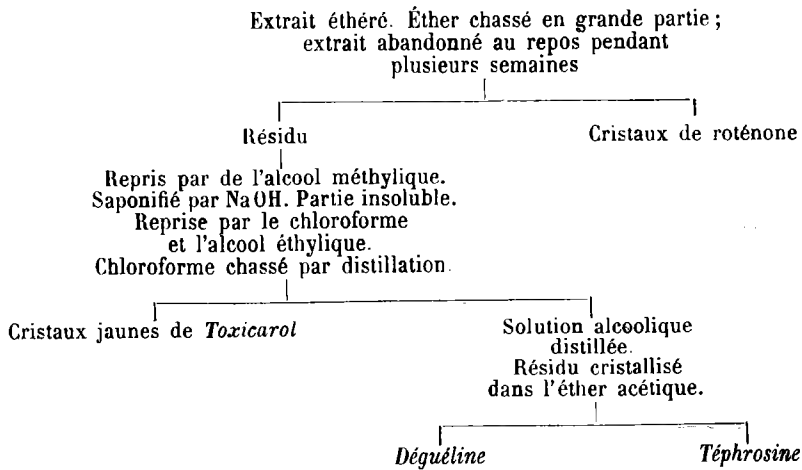 Extrait éthéré. Éther chassé en grande partie ;
extrait abandonné au repos pendant
plusieurs semaines
Résidu
Cristaux de roténone
Repris par de l'alcool méthylique.
Saponifié par NaOH. Partie insoluble.
Reprise par le chloroforme
et l'alcool éthylique.
Chloroforme chassé par distillation.
Cristaux jaunes de Toxicarol
Solution alcoolique
distillée.
Résidu cristallisé
dans l'éther acétique.
Déguéline
Téphrosine